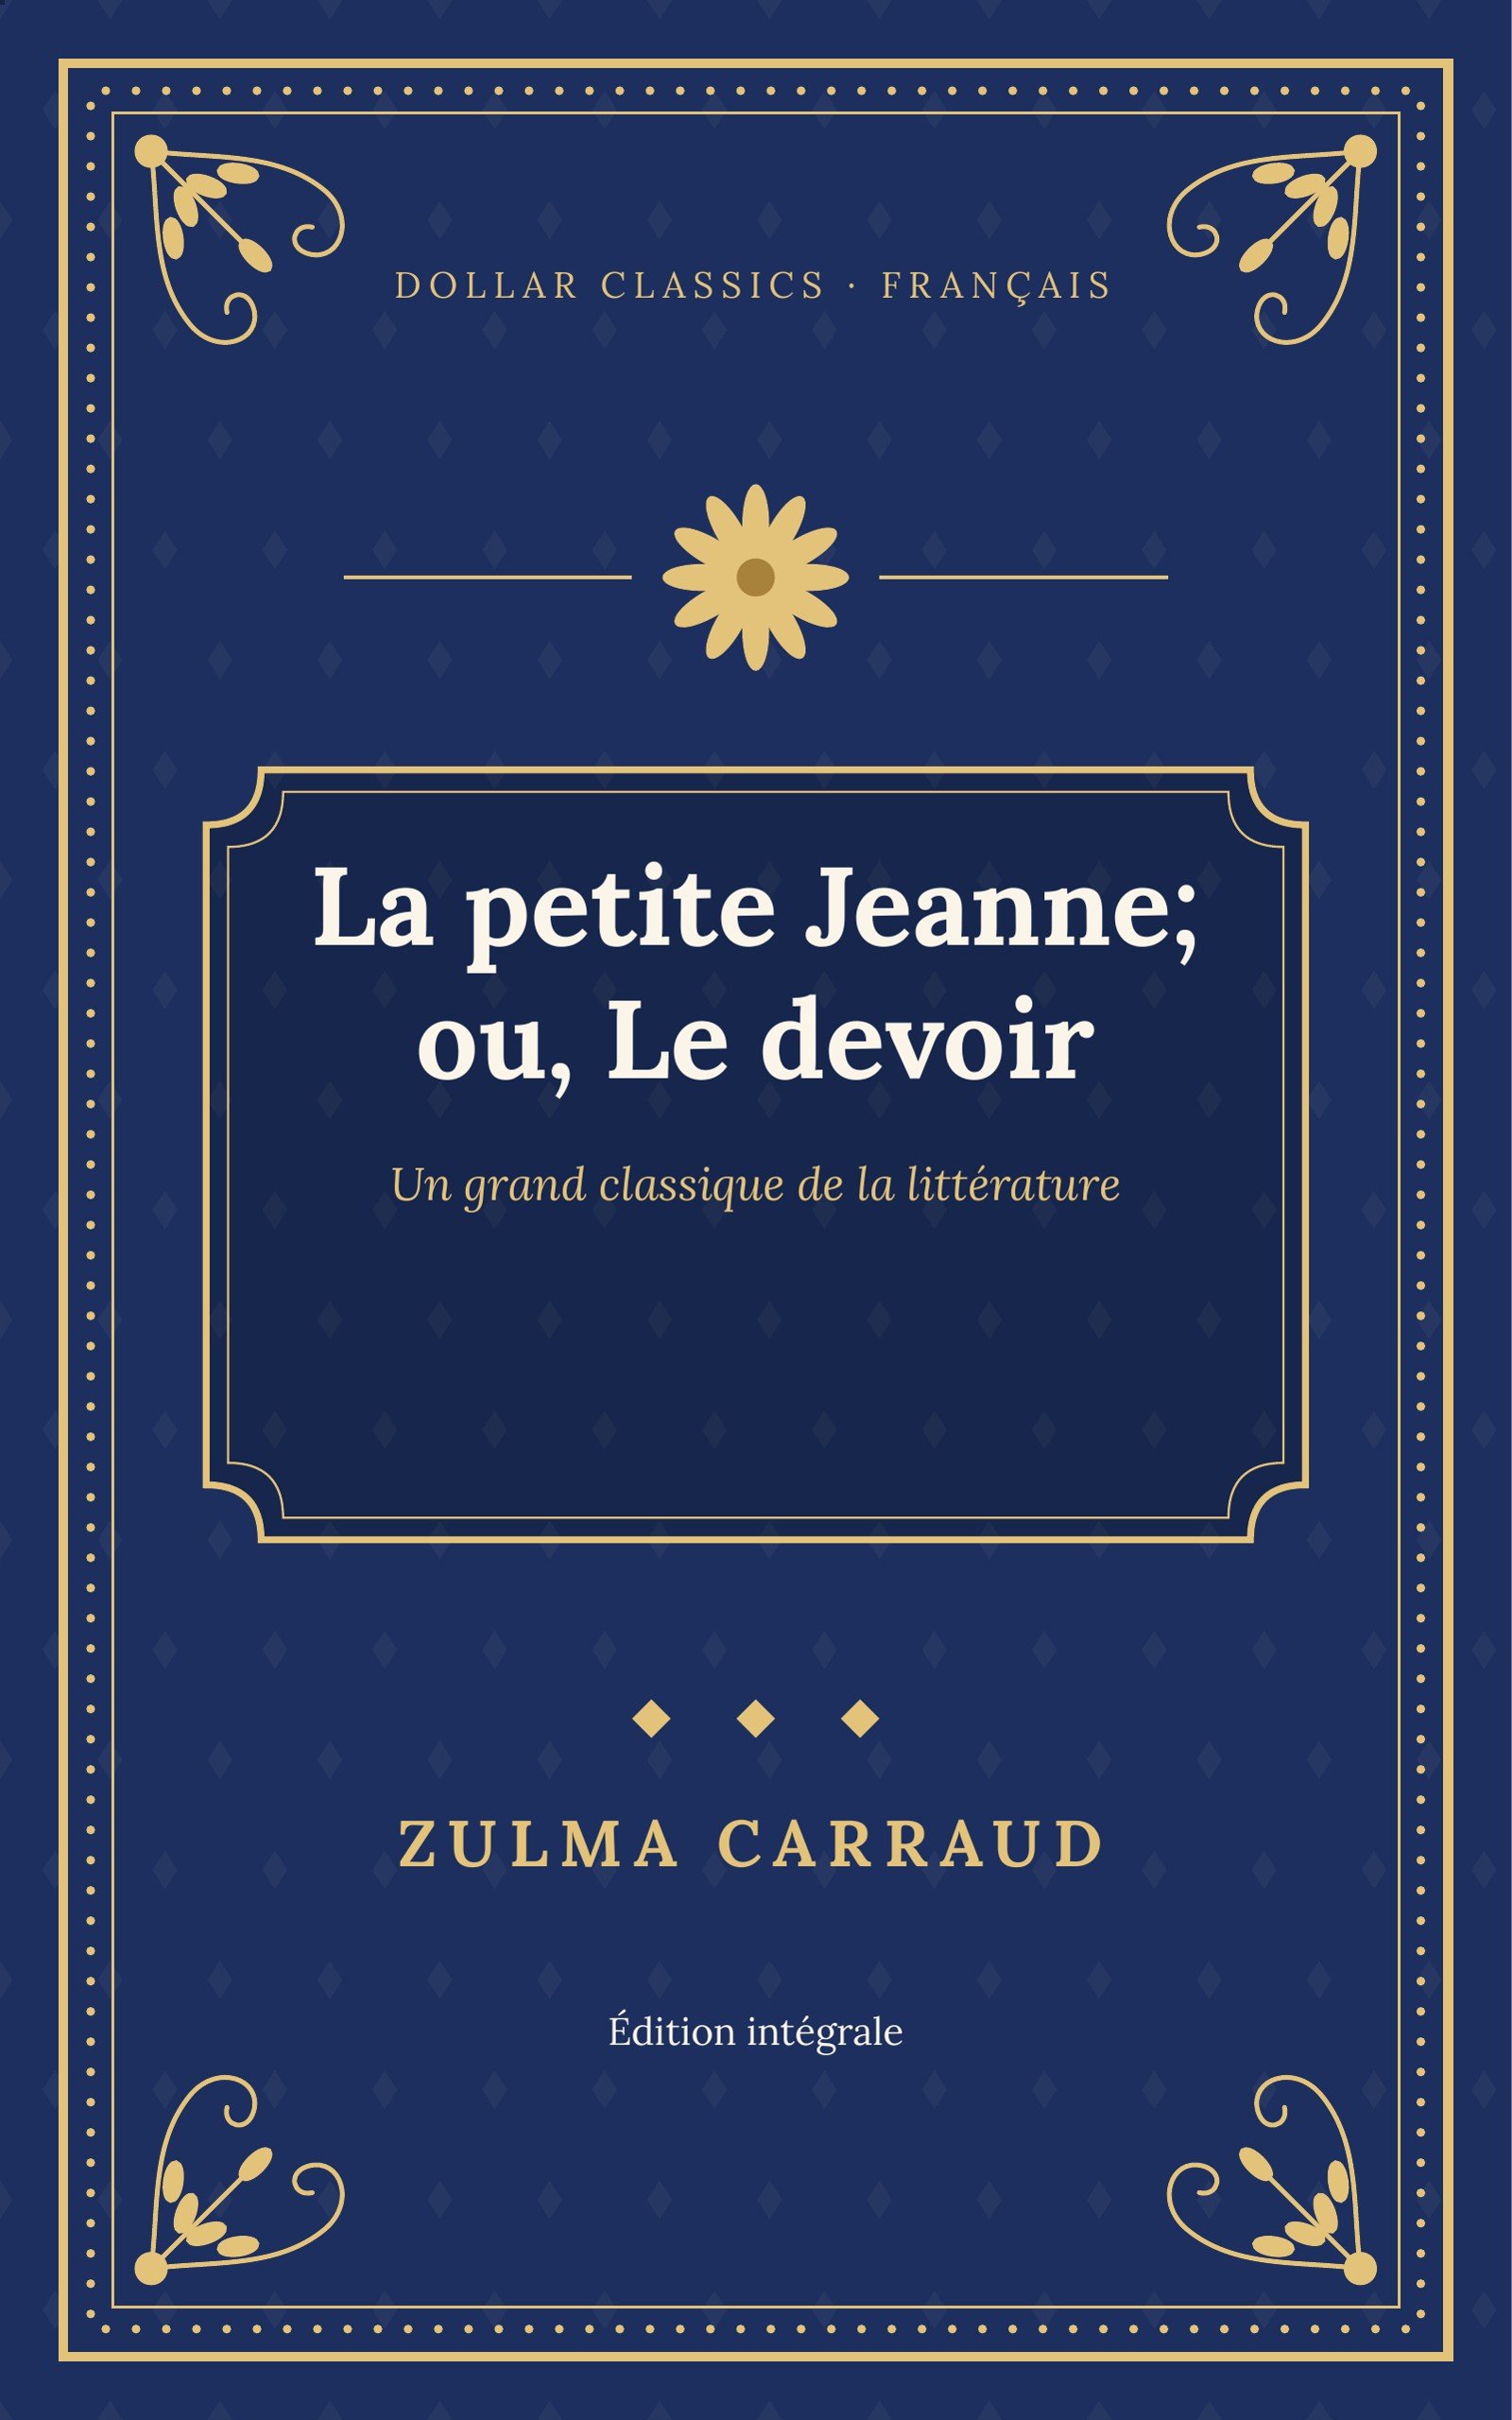 DOLLAR CLASSICS · FRANÇAIS
La petite Jeanne;
ou, Le devoir
Un grand classique de la littérature
ZULMA CARRAUD
Édition intégrale